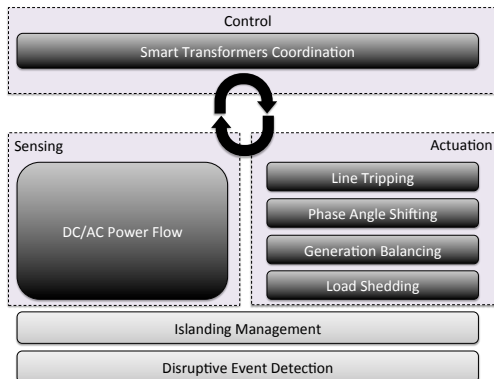 Control
Smart Transformers Coordination
Sensing
DC/AC Power Flow
Actuation
Line Tripping
Phase Angle Shifting
Generation Balancing
Load Shedding
Islanding Management
Disruptive Event Detection